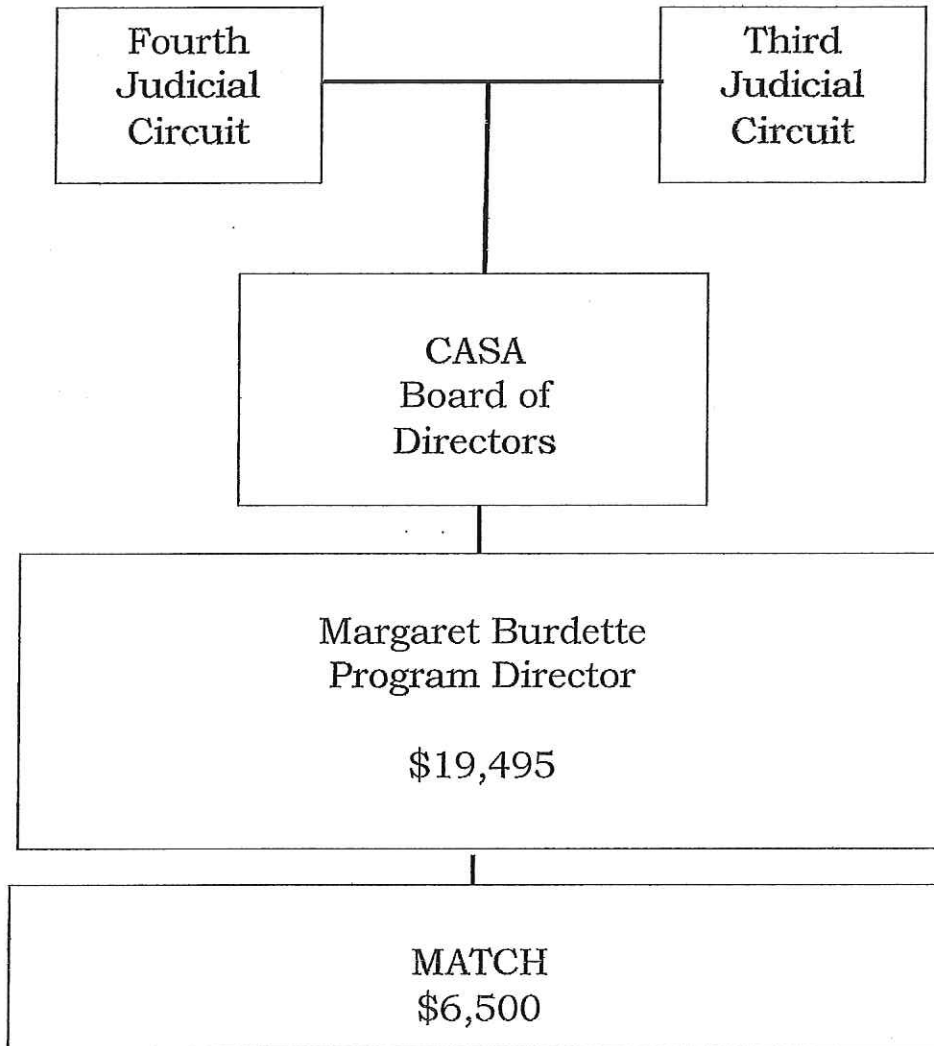 Fourth
Judicial
Circuit
Third
Judicial
Circuit
CASA
Board of
Directors
Margaret Burdette
Program Director
$19,495
MATCH
$6,500